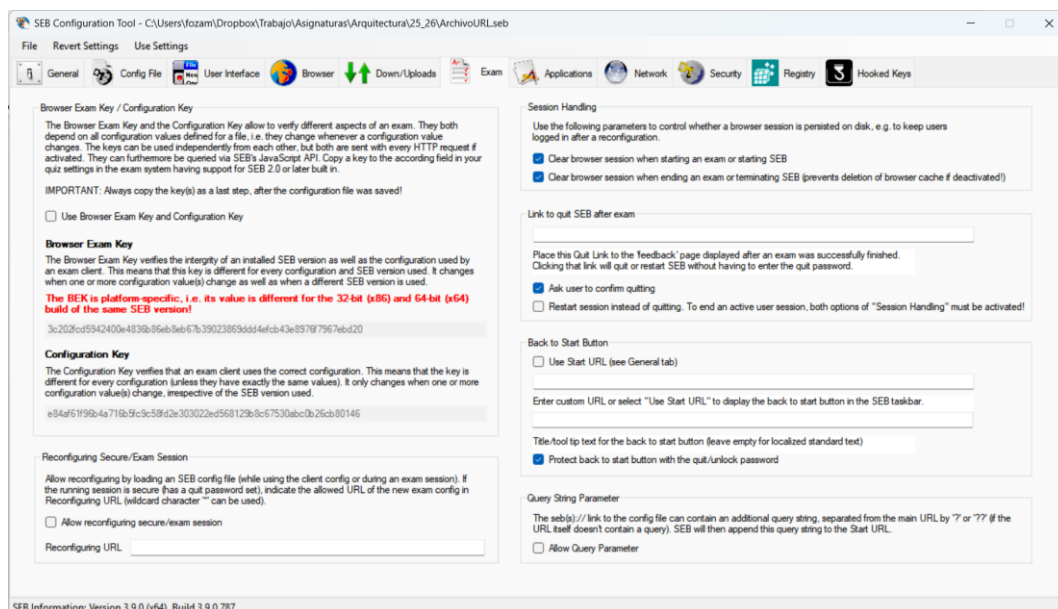 SEB Configuration Tool - C:\Users\fozam\Dropbox\Trabajo\Asignaturas\Arquitectura\25_26\ArchivoURL.seb
File Revert Settings Use Settings
General Config File User Interface Browser Down/Uploads Exam Applications Network Security Registry Hooked Keys
Browser Exam Key / Configuration Key
The Browser Exam Key and the Configuration Key allow to verify different aspects of an exam. They both
depend on all configuration values defined for a file, i.e. they change whenever a configuration value
changes. The keys can be used independently from each other, but both are sent with every HTTP request if
activated. They can furthermore be queried via SEB's JavaScript API. Copy a key to the according field in your
quiz settings in the exam system having support for SEB 2.0 or later built in.
IMPORTANT: Always copy the key(s) as a last step, after the configuration file was saved!
Use Browser Exam Key and Configuration Key
Browser Exam Key
The Browser Exam Key verifies the intergrity of an installed SEB version as well as the configuration used by
an exam client. This means that this key is different for every configuration and SEB version used. It changes
when one or more configuration value(s) change as well as when a different SEB version is used.
The BEK is platform-specific, i.e. its value is different for the 32-bit (x86) and 64-bit (x64)
build of the same SEB version!
3c202fcd5942400e4836b86eb8eb67b39023869ddd4efcb43e8976f7967ebd20
Configuration Key
The Configuration Key verifies that an exam client uses the correct configuration. This means that the key is
different for every configuration (unless they have exactly the same values). It only changes when one or more
configuration value(s) change, irrespective of the SEB version used.
e84af61f96b4a716b5fc9c58fd2e303022ed568129b8c67530abc0b26cb80146
Reconfiguring Secure/Exam Session
Allow reconfiguring by loading an SEB config file (while using the client config or during an exam session). If
the running session is secure (has a quit password set), indicate the allowed URL of the new exam config in
Reconfiguring URL (wildcard character "*" can be used).
Allow reconfiguring secure/exam session
Reconfiguring URL
Session Handling
Use the following parameters to control whether a browser session is persisted on disk, e.g. to keep users
logged in after a reconfiguration.
Clear browser session when starting an exam or starting SEB
Clear browser session when ending an exam or terminating SEB (prevents deletion of browser cache if deactivated!)
Link to quit SEB after exam
Place this Quit Link to the 'feedback' page displayed after an exam was successfully finished.
Clicking that link will quit or restart SEB without having to enter the quit password.
Ask user to confirm quitting
Restart session instead of quitting. To end an active user session, both options of "Session Handling" must be activated!
Back to Start Button
Use Start URL (see General tab)
Enter custom URL or select "Use Start URL" to display the back to start button in the SEB taskbar.
Title/tool tip text for the back to start button (leave empty for localized standard text)
Protect back to start button with the quit/unlock password
Query String Parameter
The seb(s):// link to the config file can contain an additional query string, separated from the main URL by '?' or '??' (if the
URL itself doesn't contain a query). SEB will then append this query string to the Start URL.
Allow Query Parameter
SEB Information: Version 3.9.0 (x64), Build 3.9.0.787